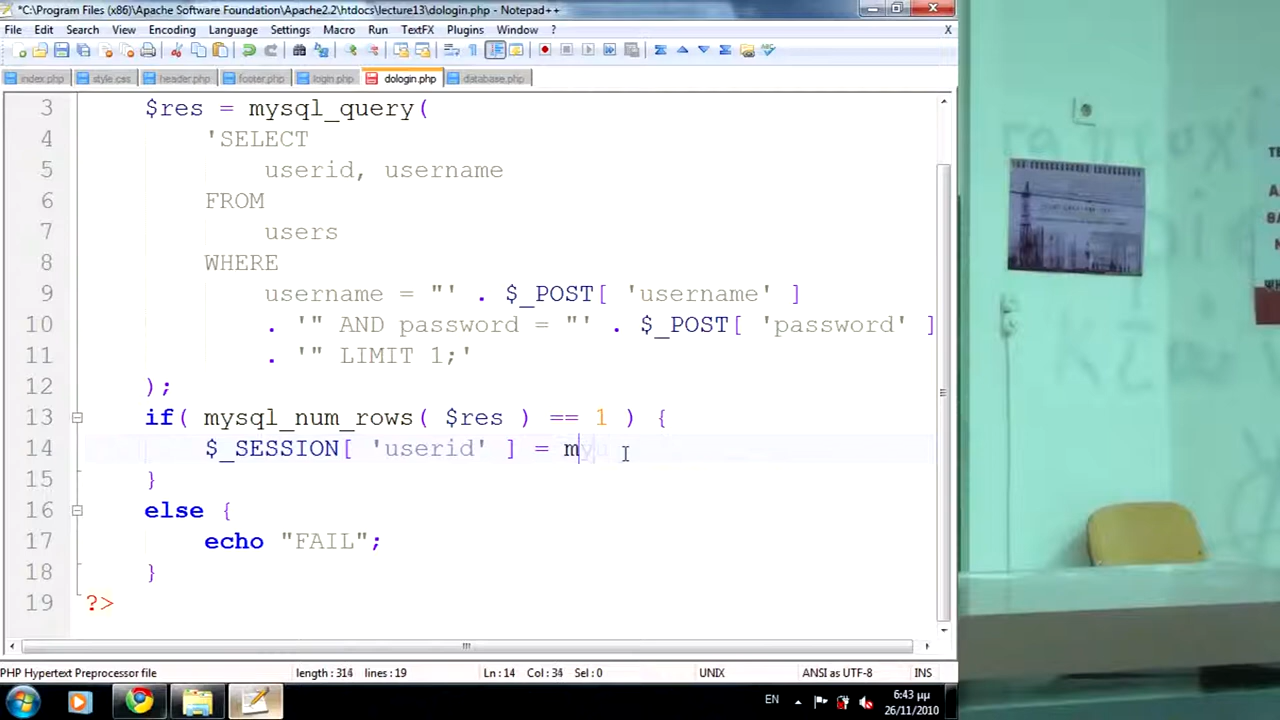 *C:\Program Files (x86)\Apache Software Foundation\Apache2.2\htdocs\lecture13\dologin.php - Notepad++
File Edit Search View Encoding Language Settings Macro Run TextFX Plugins Window ? X
index.php style.css header.php footer.php login.php dologin.php database.php
3 $res = mysql_query(
4 'SELECT
5 userid, username
6 FROM
7 users
8 WHERE
9 username = "' . $_POST[ 'username' ]
10 . '" AND password = "' . $_POST[ 'password' ]
11 . '" LIMIT 1;'
12 );
13 if( mysql_num_rows( $res ) == 1 ) {
14 $_SESSION[ 'userid' ] = m
15 }
16 else {
17 echo "FAIL";
18 }
19 ?>
PHP Hypertext Preprocessor file length : 314 lines : 19 Ln : 14 Col : 34 Sel : 0 UNIX ANSI as UTF-8 INS
EN 6:43 μμ
26/11/2010